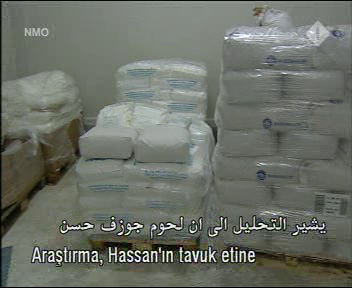 NMO
يشير التحليل الى ان لحوم جوزف حسن
Araştırma, Hassan'ın tavuk etine